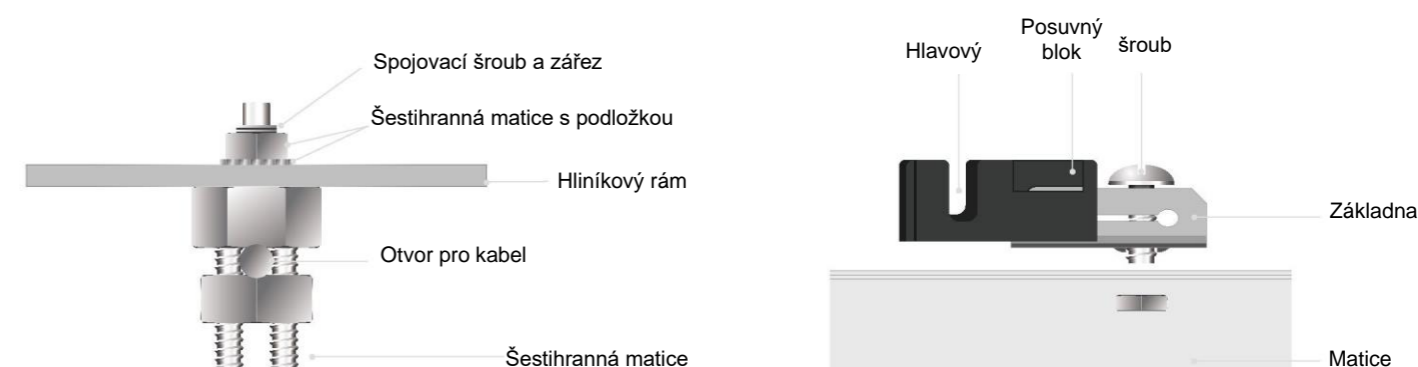 Spojovací šroub a zářez
Šestihranná matice s podložkou
Hliníkový rám
Otvor pro kabel
Šestihranná matice
Hlavový
Posuvný
blok
šroub
Základna
Matice